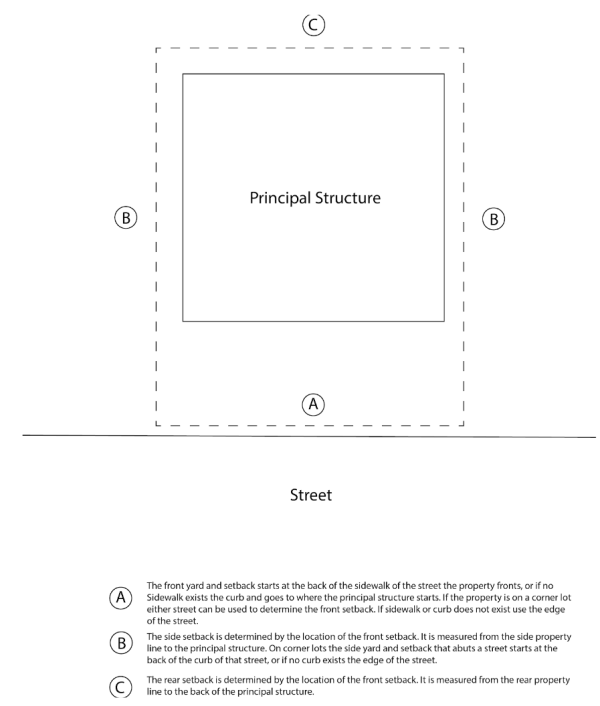 C
Principal Structure
B
B
A
Street
A
The front yard and setback starts at the back of the sidewalk of the street the property fronts, or if no
Sidewalk exists the curb and goes to where the principal structure starts. If the property is on a corner lot
either street can be used to determine the front setback. If sidewalk or curb does not exist use the edge
of the street.
B
The side setback is determined by the location of the front setback. It is measured from the side property
line to the principal structure. On corner lots the side yard and setback that abuts a street starts at the
back of the curb of that street, or if no curb exists the edge of the street.
C
The rear setback is determined by the location of the front setback. It is measured from the rear property
line to the back of the principal structure.